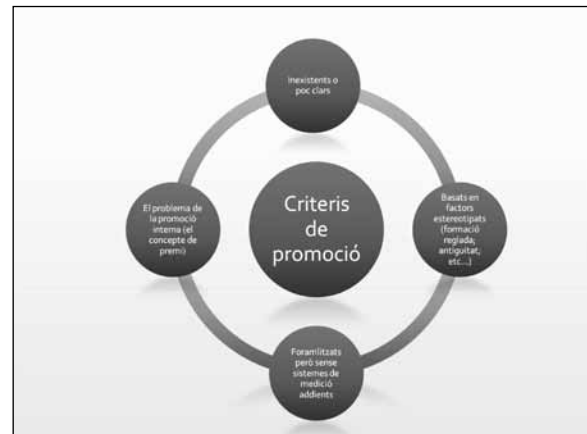 Inexistents o
poc clars
El problema de
la promoció
interna (el
concepte de
premi)
Criteris
de
promoció
Basats en
factors
estereotipats
(formació
reglada;
antiguitat;
etc...)
Foramlitzats
però sense
sistemes de
medició
addients